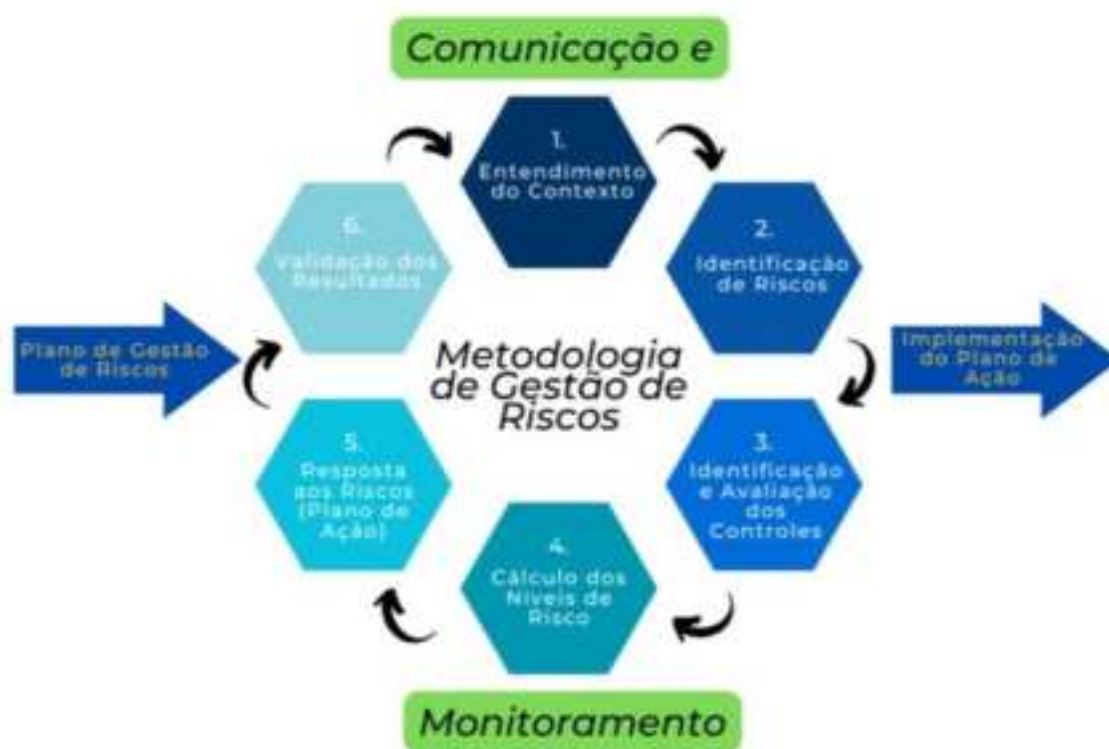 Comunicação e
1.
Entendimento
do Contexto
2.
Identificação
de Riscos
3.
Identificação
e Avaliação
dos
Controles
4.
Cálculo dos
Níveis de
Risco
5.
Resposta
aos Riscos
(Plano de
Ação)
6.
Validação dos
Resultados
Plano de Gestão
de Riscos
Metodologia
de Gestão de
Riscos
Implementação
do Plano de
Ação
Monitoramento